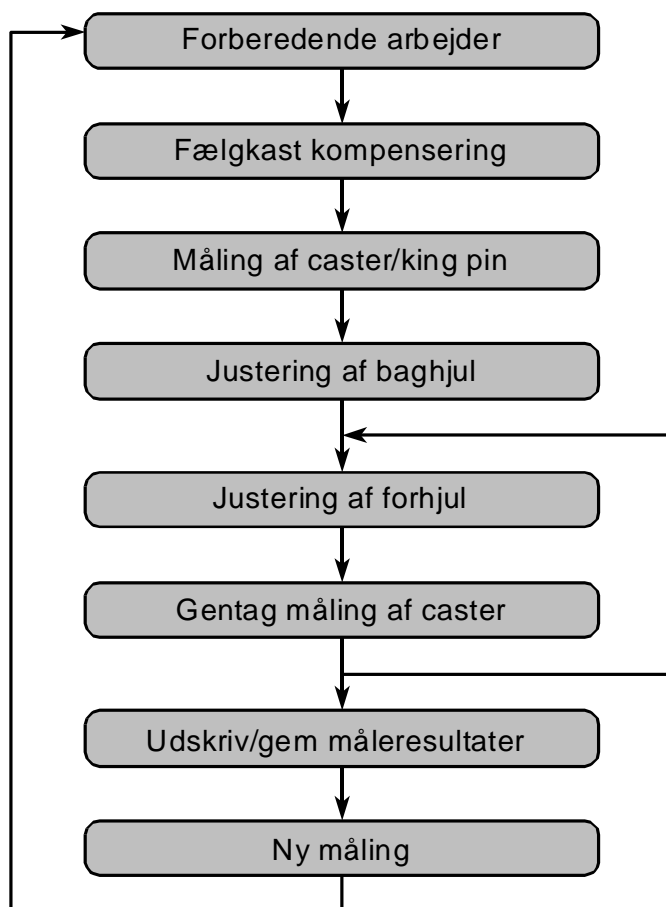 Forberedende arbejder
Fælgkast kompensering
Måling af caster/king pin
Justering af baghjul
Justering af forhjul
Gentag måling af caster
Udskriv/gem måleresultater
Ny måling